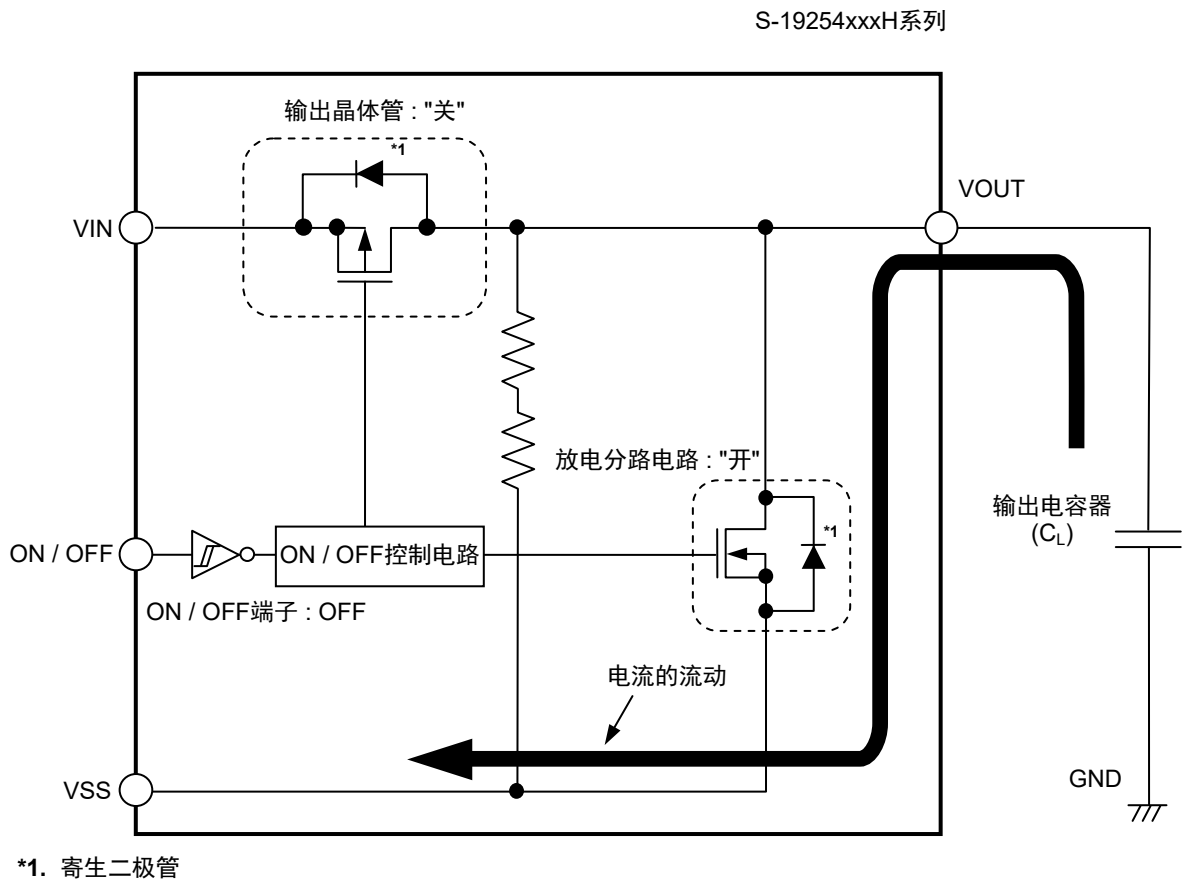 S-19254xxxH系列
输出晶体管 : "关"
*1
VIN
VOUT
放电分路电路 : "开"
*1
输出电容器
(CL)
ON / OFF
ON / OFF控制电路
ON / OFF端子 : OFF
电流的流动
VSS
GND
*1. 寄生二极管